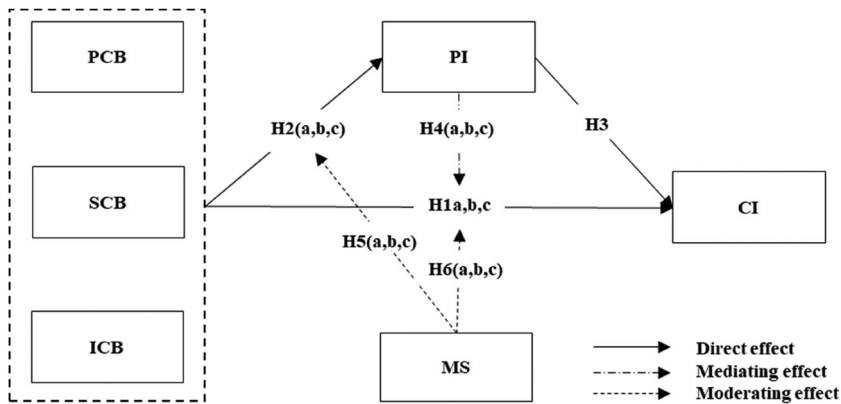 PCB
PI
H2(a,b,c)
H4(a,b,c)
H3
SCB
H1a,b,c
CI
H5(a,b,c)
H6(a,b,c)
ICB
MS
Direct effect
Mediating effect
Moderating effect